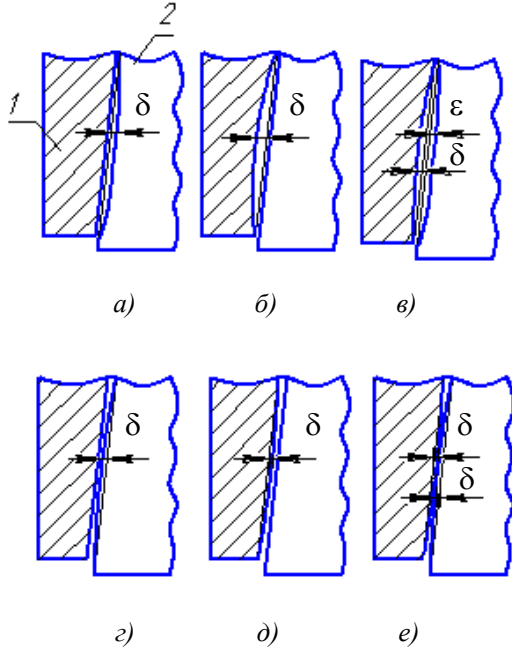 2
1
δ δ ε
δ
а) б) в)
δ δ δ
δ
г) д) е)